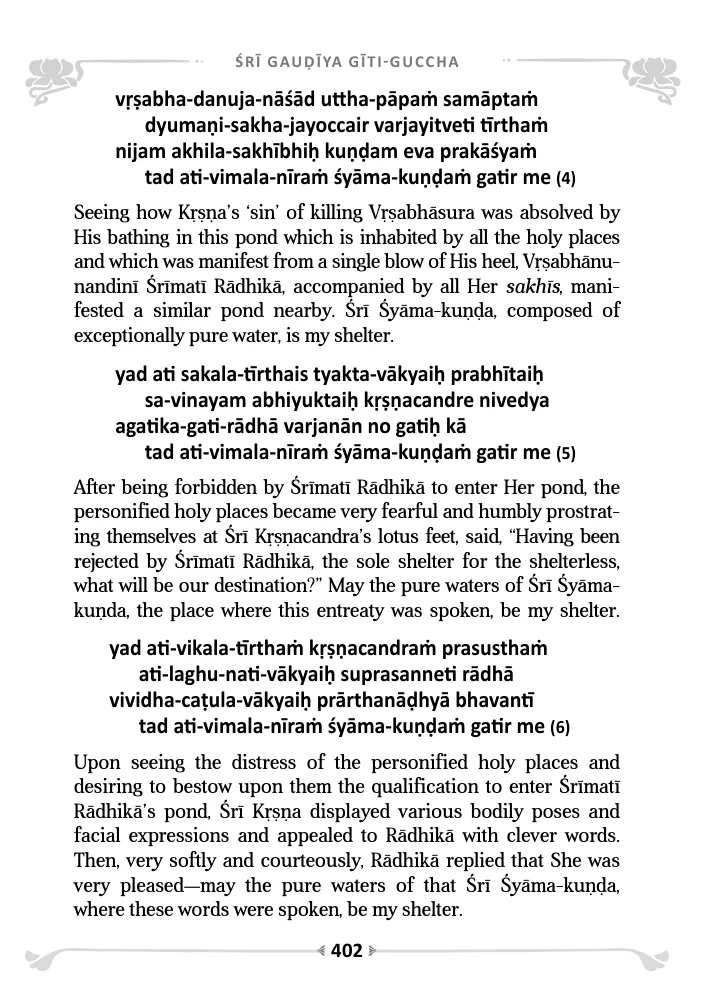 ŚRĪ GAUḌĪYA GĪTI-GUCCHA
vṛṣabha-danuja-nāśād uttha-pāpaṁ samāptaṁ
dyumaṇi-sakha-jayoccair varjayitveti tīrthaṁ
nijam akhila-sakhībhiḥ kuṇḍam eva prakāśyaṁ
tad ati-vimala-nīraṁ śyāma-kuṇḍaṁ gatir me (4)
Seeing how Kṛṣṇa’s ‘sin’ of killing Vṛṣabhāsura was absolved by
His bathing in this pond which is inhabited by all the holy places
and which was manifest from a single blow of His heel, Vṛṣabhānu-
nandinī Śrīmatī Rādhikā, accompanied by all Her sakhīs, mani-
fested a similar pond nearby. Śrī Śyāma-kuṇḍa, composed of
exceptionally pure water, is my shelter.
yad ati sakala-tīrthais tyakta-vākyaiḥ prabhītaiḥ
sa-vinayam abhiyuktaiḥ kṛṣṇacandre nivedya
agatika-gati-rādhā varjanān no gatiḥ kā
tad ati-vimala-nīraṁ śyāma-kuṇḍaṁ gatir me (5)
After being forbidden by Śrīmatī Rādhikā to enter Her pond, the
personified holy places became very fearful and humbly prostrat-
ing themselves at Śrī Kṛṣṇacandra’s lotus feet, said, “Having been
rejected by Śrīmatī Rādhikā, the sole shelter for the shelterless,
what will be our destination?” May the pure waters of Śrī Śyāma-
kuṇḍa, the place where this entreaty was spoken, be my shelter.
yad ati-vikala-tīrthaṁ kṛṣṇacandraṁ prasusthaṁ
ati-laghu-nati-vākyaiḥ suprasanneti rādhā
vividha-caṭula-vākyaiḥ prārthanāḍhyā bhavantī
tad ati-vimala-nīraṁ śyāma-kuṇḍaṁ gatir me (6)
Upon seeing the distress of the personified holy places and
desiring to bestow upon them the qualification to enter Śrīmatī
Rādhikā’s pond, Śrī Kṛṣṇa displayed various bodily poses and
facial expressions and appealed to Rādhikā with clever words.
Then, very softly and courteously, Rādhikā replied that She was
very pleased—may the pure waters of that Śrī Śyāma-kuṇḍa,
where these words were spoken, be my shelter.
402